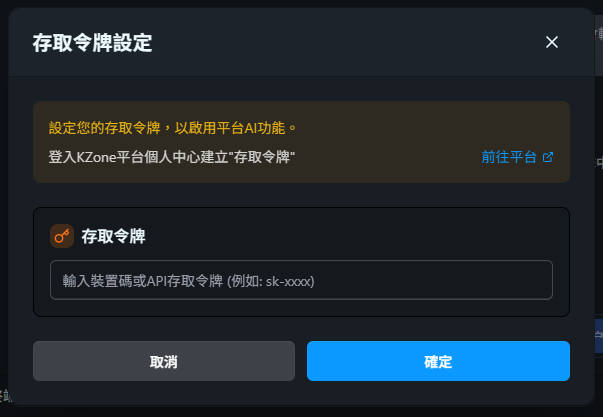 存取令牌設定
設定您的存取令牌，以啟用平台AI功能。
登入KZone平台個人中心建立"存取令牌"
前往平台
存取令牌
輸入裝置碼或API存取令牌 (例如: sk-xxxx)
取消
確定